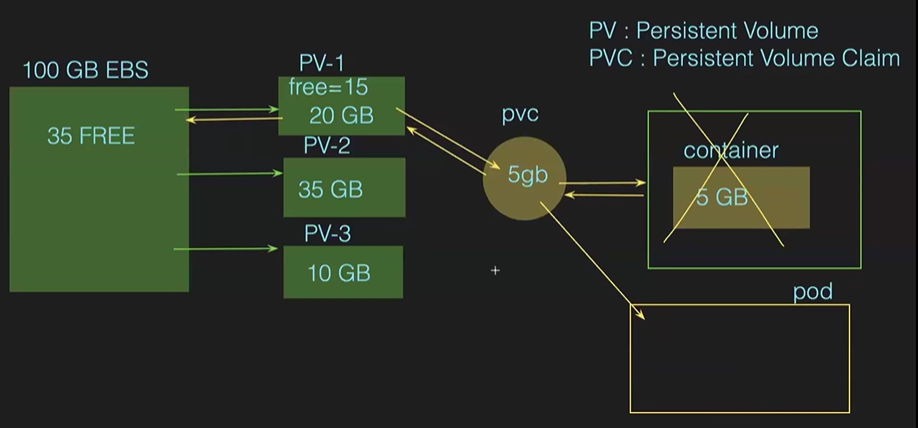 PV : Persistent Volume
PVC : Persistent Volume Claim
100 GB EBS
35 FREE
PV-1
free=15
20 GB
PV-2
35 GB
PV-3
10 GB
pvc
5gb
container
5 GB
pod